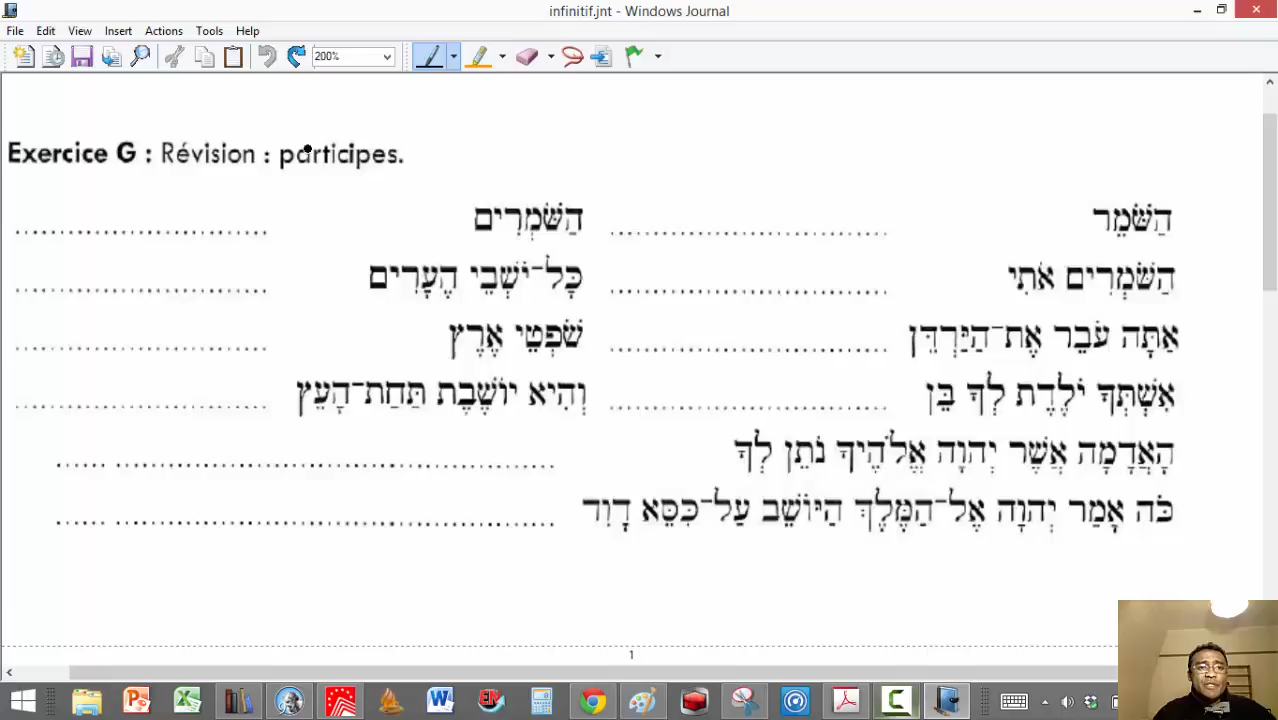 infinitif.jnt - Windows Journal
File Edit View Insert Actions Tools Help
200%
Exercice G : Révision : participes.
הַשֹּׁמֵר ........................................ הַשֹּׁמְרִים ........................................
הַשֹּׁמְרִים אֹתִי ........................................ כָּל־יֹשְׁבֵי הֶעָרִים ........................................
אַתָּה עֹבֵר אֶת־הַיַּרְדֵּן ........................................ שֹׁפְטֵי אֶרֶץ ........................................
אִשְׁתְּךָ יֹלֶדֶת לְךָ בֵּן ........................................ וְהִיא יוֹשֶׁבֶת תַּחַת־הָעֵץ ........................................
הָאֲדָמָה אֲשֶׁר יְהוָה אֱלֹהֶיךָ נֹתֵן לְךָ ........................................
כֹּה אָמַר יְהוָה אֶל־הַמֶּלֶךְ הַיּוֹשֵׁב עַל־כִּסֵּא דָוִד ........................................
1